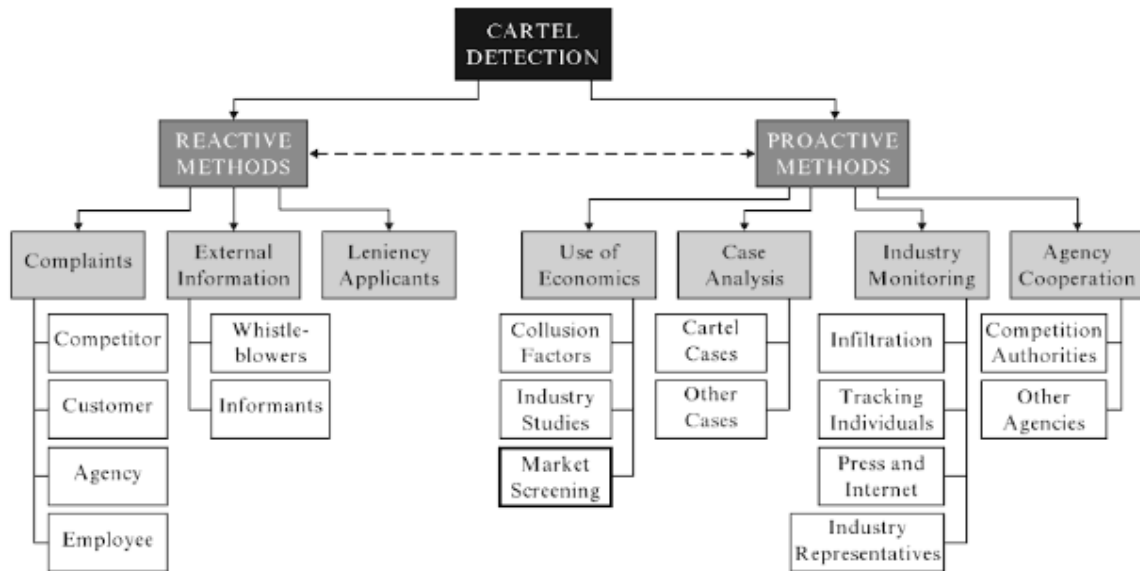 CARTEL
DETECTION
REACTIVE
METHODS
PROACTIVE
METHODS
Complaints
External
Information
Leniency
Applicants
Use of
Economics
Case
Analysis
Industry
Monitoring
Agency
Cooperation
Competitor
Customer
Agency
Employee
Whistle-
blowers
Informants
Collusion
Factors
Industry
Studies
Market
Screening
Cartel
Cases
Other
Cases
Infiltration
Tracking
Individuals
Press and
Internet
Industry
Representatives
Competition
Authorities
Other
Agencies